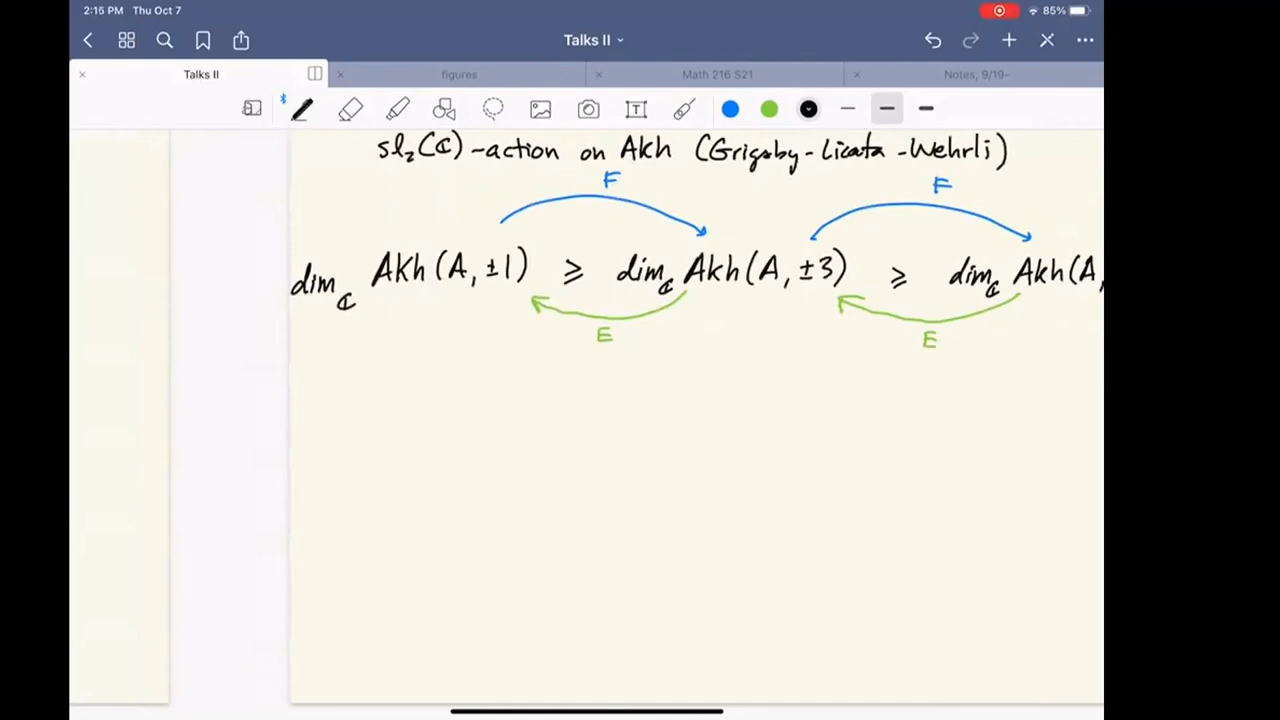 2:15 PM Thu Oct 7
85%
Talks II
Talks II
figures
Math 216 S21
Notes, 9/19-
sl₂(ℂ)-action on Akh (Grigsby-Licata-Wehrli)
F F
dim_ℂ AKh(A, ±1) ≥ dim_ℂ Akh(A, ±3) ≥ dim_ℂ Akh(A,
E E